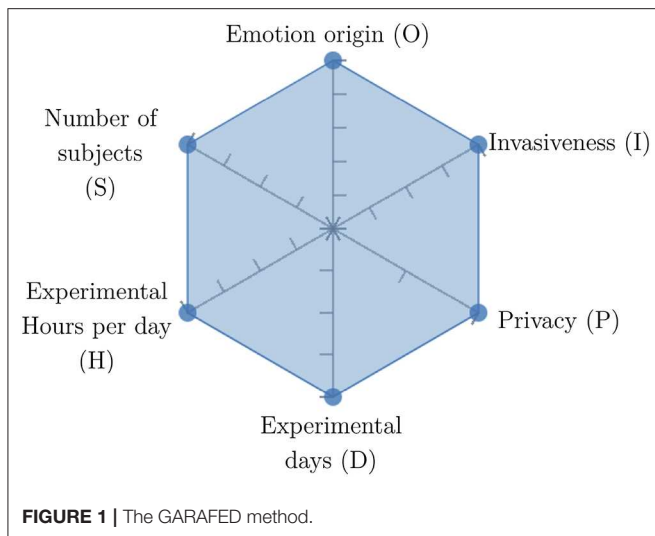 Emotion origin (O)
Number of
subjects
(S)
Invasiveness (I)
Experimental
Hours per day
(H)
Privacy (P)
Experimental
days (D)
FIGURE 1 | The GARAFED method.